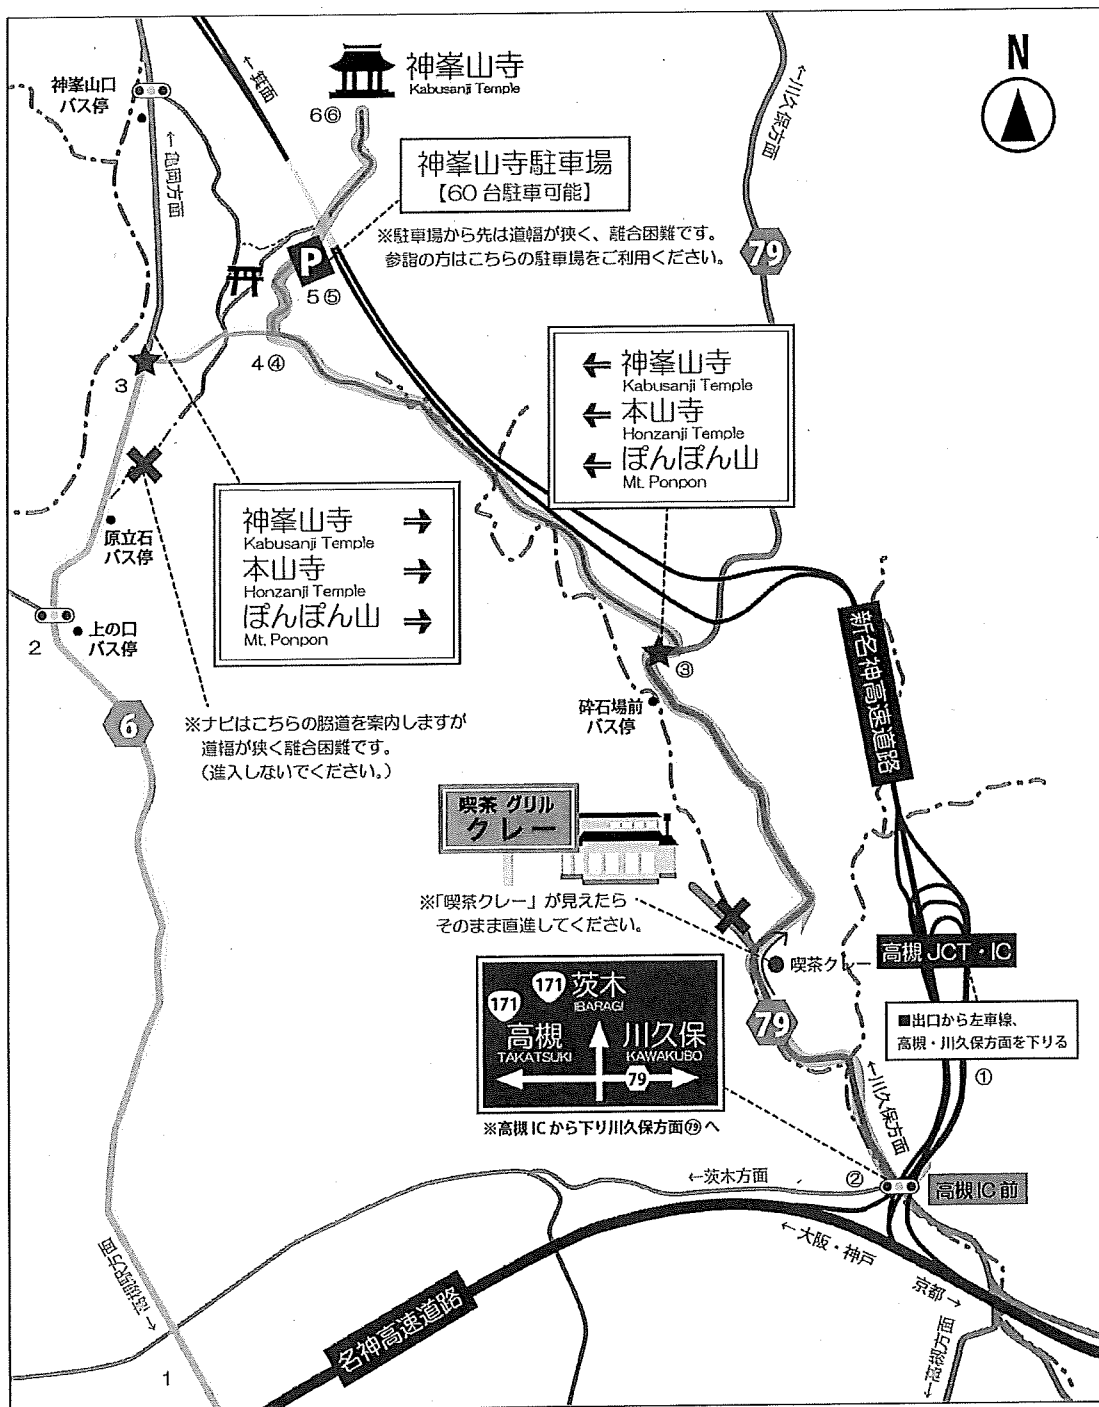 N
神峯山口
バス停
←箕面
神峯山寺
Kabusanji Temple
6⑥
←川久保方面
←亀岡方面
神峯山寺駐車場
【60台駐車可能】
※駐車場から先は道幅が狭く、離合困難です。
参詣の方はこちらの駐車場をご利用ください。
79
P
5⑤
4④
3
←神峯山寺
Kabusanji Temple
←本山寺
Honzanji Temple
←ぽんぽん山
Mt. Ponpon
神峯山寺→
Kabusanji Temple
本山寺→
Honzanji Temple
ぽんぽん山→
Mt. Ponpon
原立石
バス停
上の口
バス停
2
6
※ナビはこちらの脇道を案内しますが
道幅が狭く離合困難です。
（進入しないでください。）
③
砕石場前
バス停
新名神高速道路
喫茶 グリル
クレー
※「喫茶クレー」が見えたら
そのまま直進してください。
喫茶クレー
高槻 JCT・IC
■出口から左車線、
高槻・川久保方面を下りる
①
79
171
171
茨木
IBARAGI
高槻
TAKATSUKI
川久保
KAWAKUBO
79
※高槻 IC から下り川久保方面㊆へ
←川久保方面
②
高槻IC前
←茨木方面
←大阪・神戸
京都→
←高槻方面
←高槻駅方面
名神高速道路
1